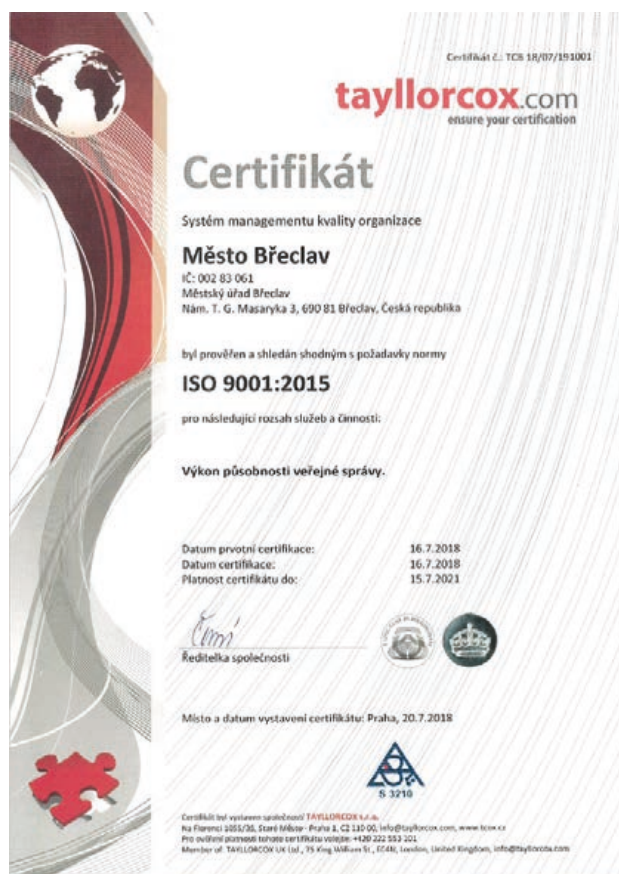 Certifikát č.: TCB 18/07/191001
tayllorcox.com
ensure your certification
Certifikát
Systém managementu kvality organizace
Město Břeclav
IČ: 002 83 061
Městský úřad Břeclav
Nám. T. G. Masaryka 3, 690 81 Břeclav, Česká republika
byl prověřen a shledán shodným s požadavky normy
ISO 9001:2015
pro následující rozsah služeb a činností:
Výkon působnosti veřejné správy.
Datum prvotní certifikace: 16.7.2018
Datum certifikace: 16.7.2018
Platnost certifikátu do: 15.7.2021
Ředitelka společnosti
Místo a datum vystavení certifikátu: Praha, 20.7.2018
S 3210
Certifikát byl vystaven společností TAYLLORCOX s.r.o.
Na Florenci 1055/35, Staré Město - Praha 1, CZ 110 00, info@tayllorcox.com, www.tcox.cz
Pro ověření platnosti tohoto certifikátu volejte: +420 222 553 101
Member of TAYLLORCOX UK Ltd., 75 King William St., EC4N, London, United Kingdom, info@tayllorcox.com